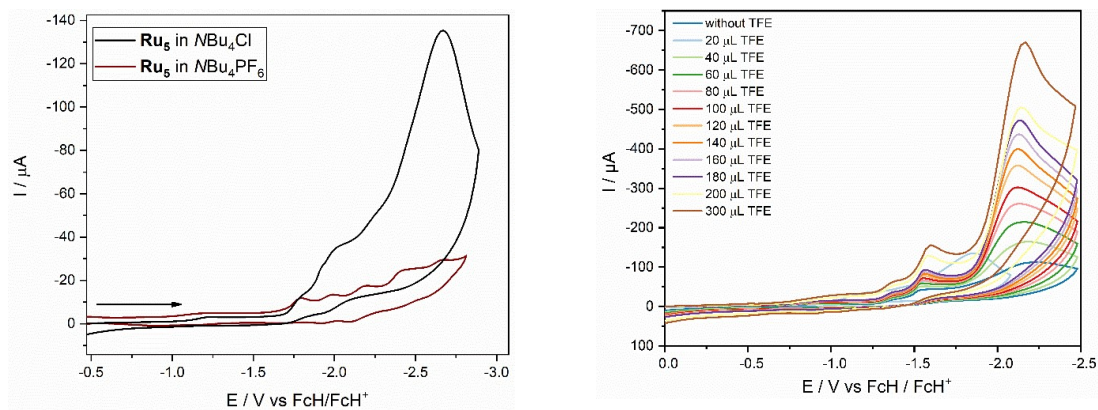 Ru₅ in NBu₄Cl
Ru₅ in NBu₄PF₆
-140
-120
-100
-80
-60
-40
-20
0
I / µA
-0.5
-1.0
-1.5
-2.0
-2.5
-3.0
E / V vs FcH/FcH⁺
without TFE
20 µL TFE
40 µL TFE
60 µL TFE
80 µL TFE
100 µL TFE
120 µL TFE
140 µL TFE
160 µL TFE
180 µL TFE
200 µL TFE
300 µL TFE
-700
-600
-500
-400
-300
-200
-100
0
100
I / µA
0.0
-0.5
-1.0
-1.5
-2.0
-2.5
E / V vs FcH / FcH⁺